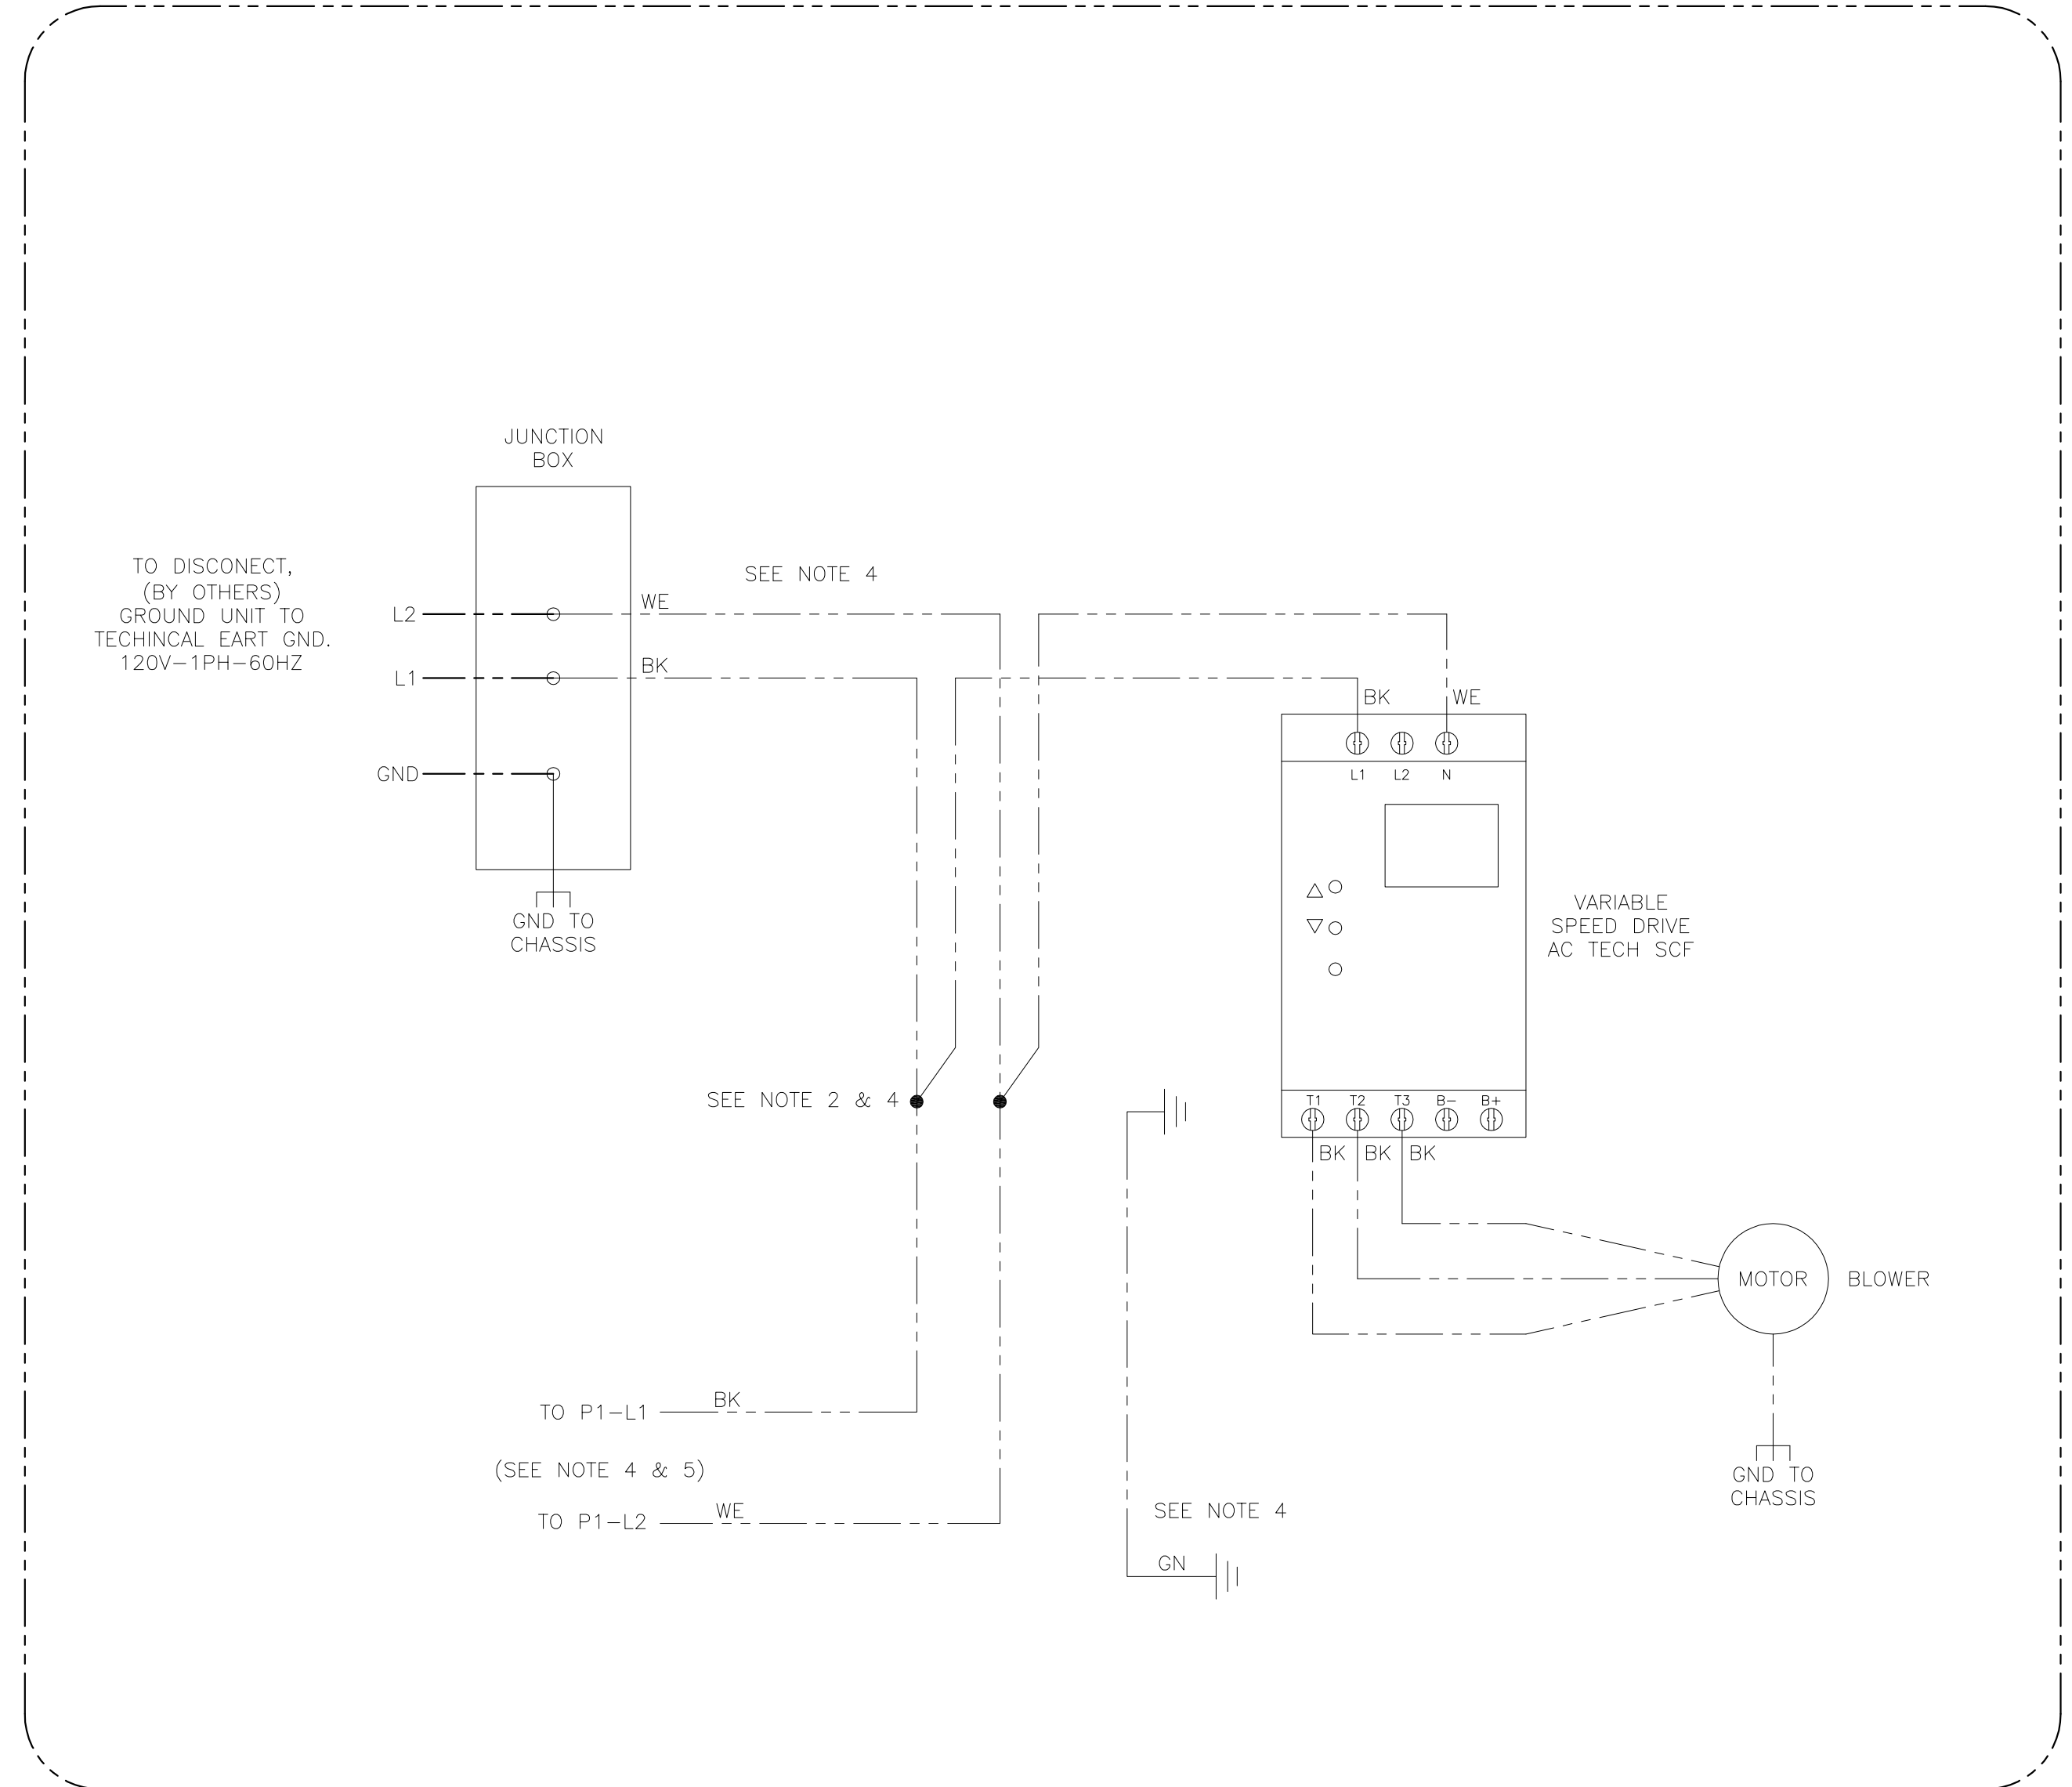 JUNCTION
BOX
TO DISCONECT,
(BY OTHERS)
GROUND UNIT TO
TECHINCAL EART GND.
120V-1PH-60HZ
L2
L1
GND
SEE NOTE 4
WE
BK
GND TO
CHASSIS
BK
WE
L1
L2
N
VARIABLE
SPEED DRIVE
AC TECH SCF
SEE NOTE 2 & 4
T1
T2
T3
B-
B+
BK
BK
BK
MOTOR
BLOWER
GND TO
CHASSIS
TO P1-L1
BK
(SEE NOTE 4 & 5)
TO P1-L2
WE
SEE NOTE 4
GN